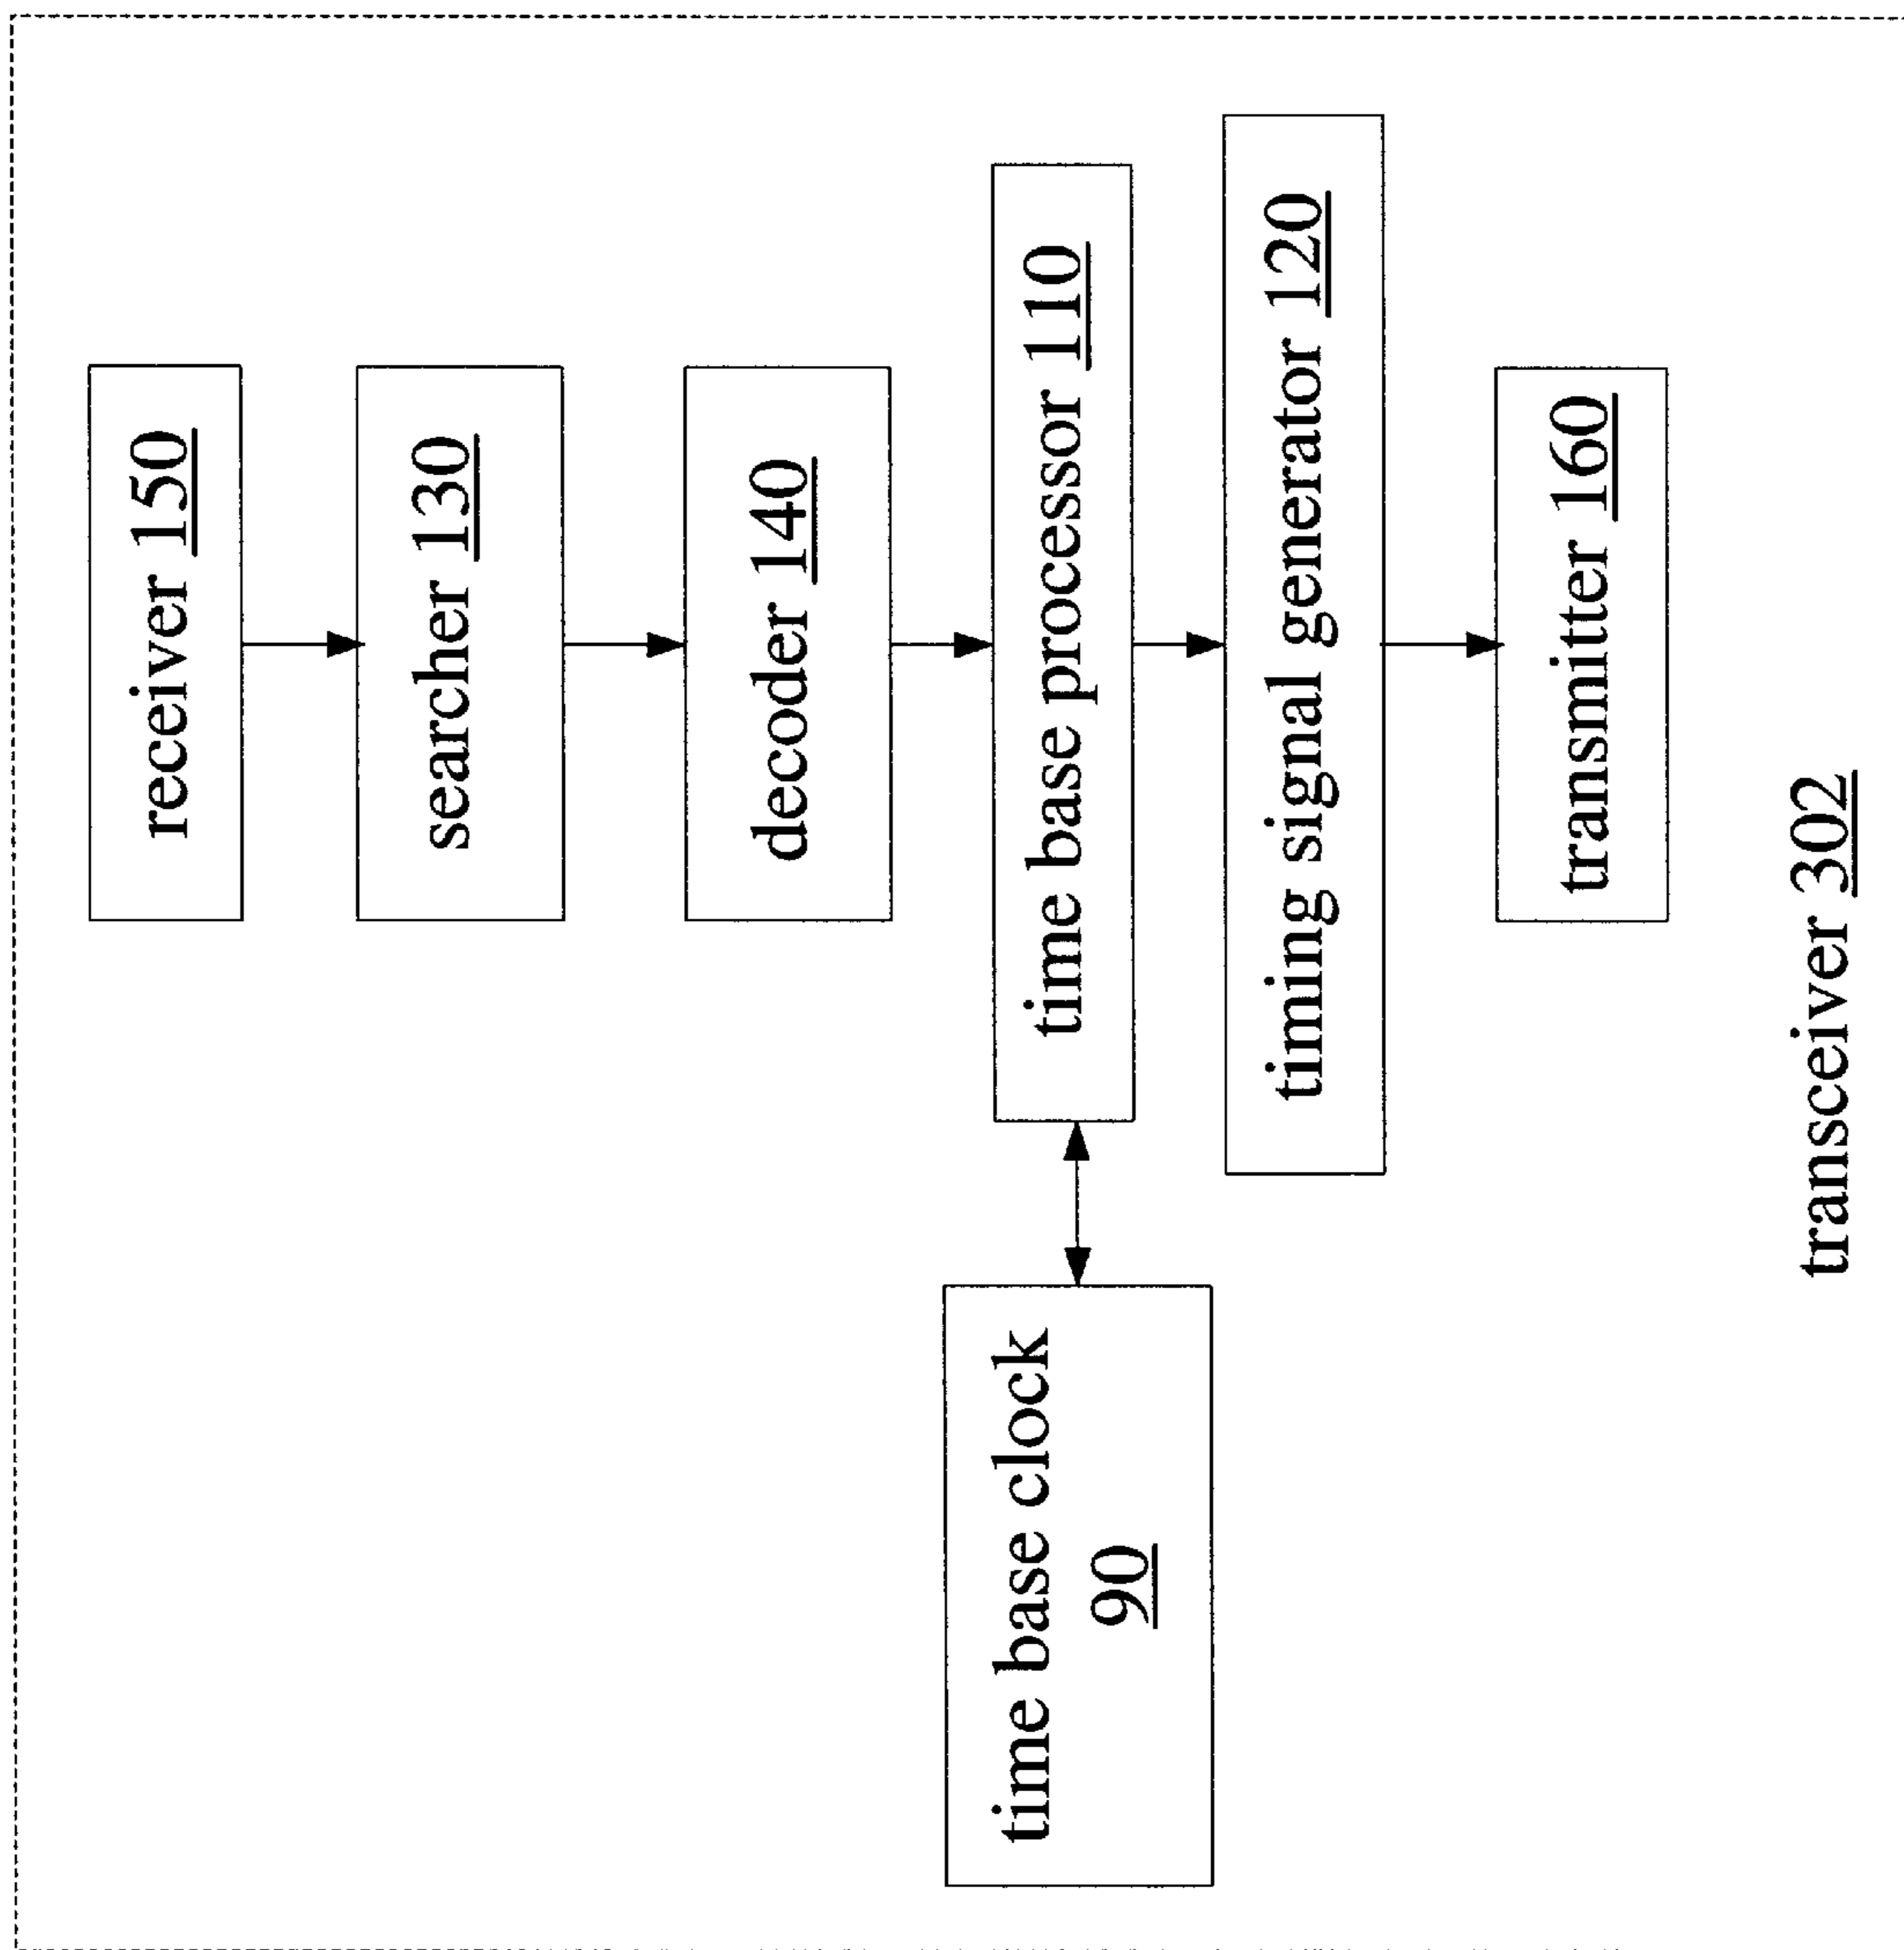 receiver 150
searcher 130
decoder 140
time base processor 110
timing signal generator 120
transmitter 160
time base clock
90
transceiver 302